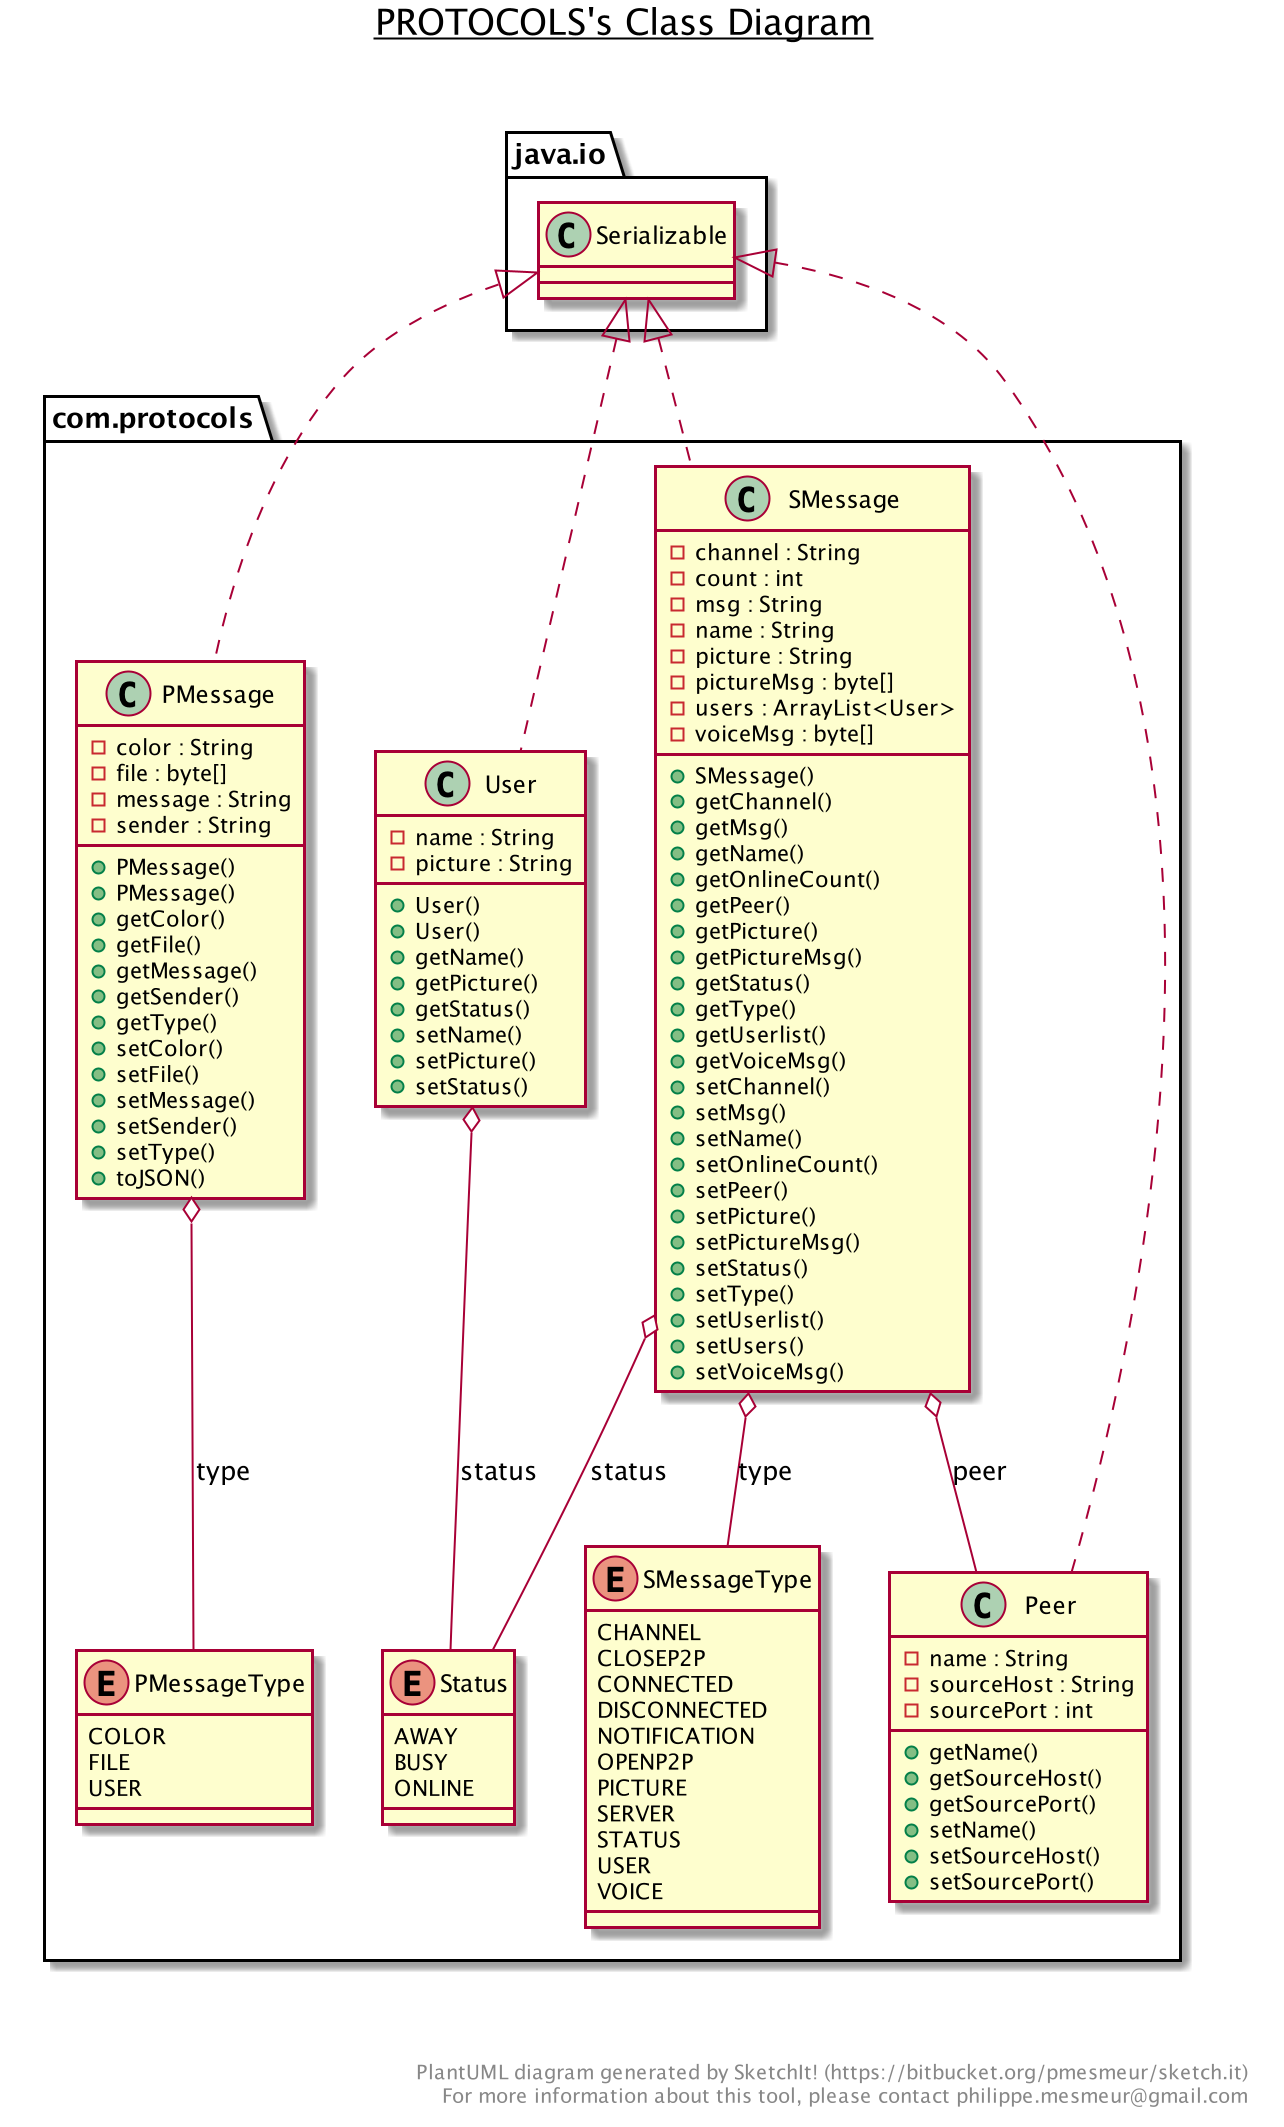 PROTOCOLS's Class Diagram
java.io
C Serializable
com.protocols
C SMessage
channel : String
count : int
msg : String
name : String
picture : String
pictureMsg : byte[]
users : ArrayList<User>
voiceMsg : byte[]
SMessage()
getChannel()
getMsg()
getName()
getOnlineCount()
getPeer()
getPicture()
getPictureMsg()
getStatus()
getType()
getUserlist()
getVoiceMsg()
setChannel()
setMsg()
setName()
setOnlineCount()
setPeer()
setPicture()
setPictureMsg()
setStatus()
setType()
setUserlist()
setUsers()
setVoiceMsg()
C PMessage
color : String
file : byte[]
message : String
sender : String
PMessage()
PMessage()
getColor()
getFile()
getMessage()
getSender()
getType()
setColor()
setFile()
setMessage()
setSender()
setType()
toJSON()
C User
name : String
picture : String
User()
User()
getName()
getPicture()
getStatus()
setName()
setPicture()
setStatus()
type
status
status
type
peer
E PMessageType
COLOR
FILE
USER
E Status
AWAY
BUSY
ONLINE
E SMessageType
CHANNEL
CLOSEP2P
CONNECTED
DISCONNECTED
NOTIFICATION
OPENP2P
PICTURE
SERVER
STATUS
USER
VOICE
C Peer
name : String
sourceHost : String
sourcePort : int
getName()
getSourceHost()
getSourcePort()
setName()
setSourceHost()
setSourcePort()
PlantUML diagram generated by SketchIt! (https://bitbucket.org/pmesmeur/sketch.it)
For more information about this tool, please contact philippe.mesmeur@gmail.com